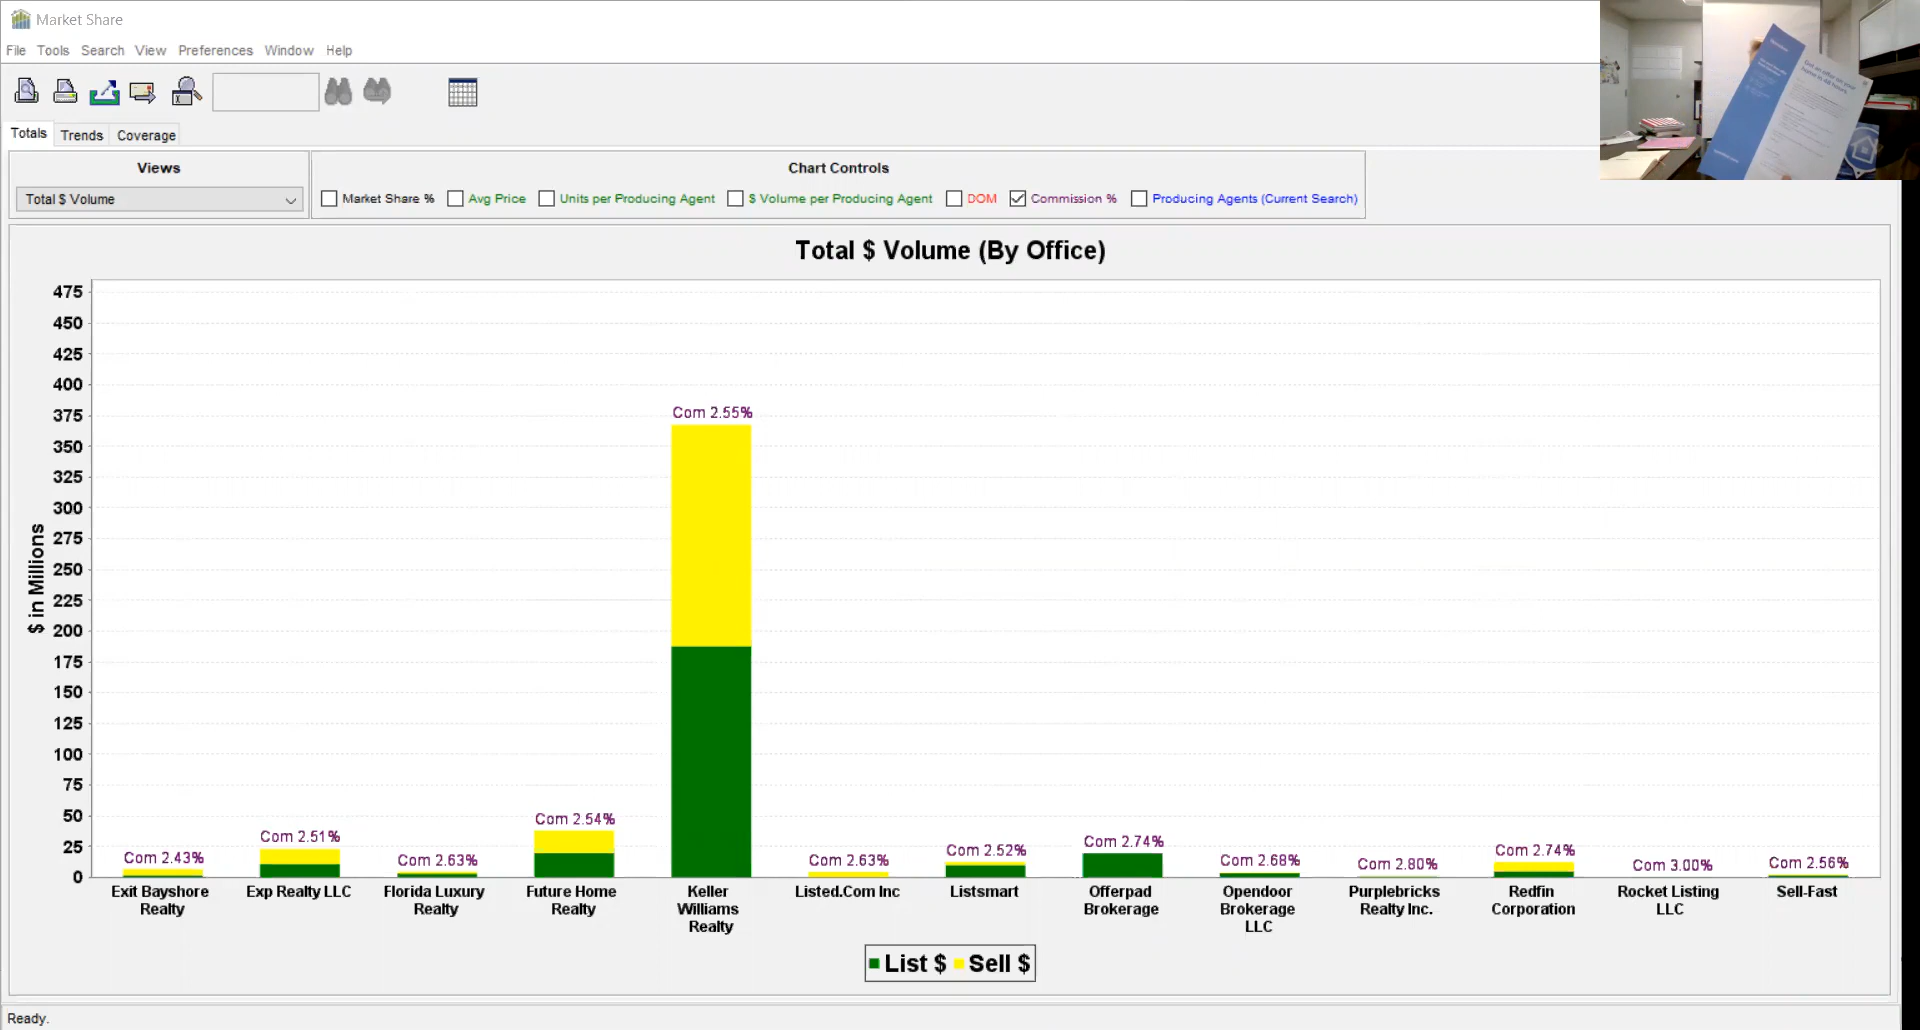 Market Share
File Tools Search View Preferences Window Help
Totals Trends Coverage
Views
Total $ Volume
Chart Controls
Market Share % Avg Price Units per Producing Agent $ Volume per Producing Agent DOM Commission % Producing Agents (Current Search)
Total $ Volume (By Office)
$ in Millions
475
450
425
400
375
350
325
300
275
250
225
200
175
150
125
100
75
50
25
0
Com 2.43%
Com 2.51%
Com 2.63%
Com 2.54%
Com 2.55%
Com 2.63%
Com 2.52%
Com 2.74%
Com 2.68%
Com 2.80%
Com 2.74%
Com 3.00%
Com 2.56%
Exit Bayshore
Realty
Exp Realty LLC
Florida Luxury
Realty
Future Home
Realty
Keller
Williams
Realty
Listed.Com Inc
Listsmart
Offerpad
Brokerage
Opendoor
Brokerage
LLC
Purplebricks
Realty Inc.
Redfin
Corporation
Rocket Listing
LLC
Sell-Fast
List $ Sell $
Ready.